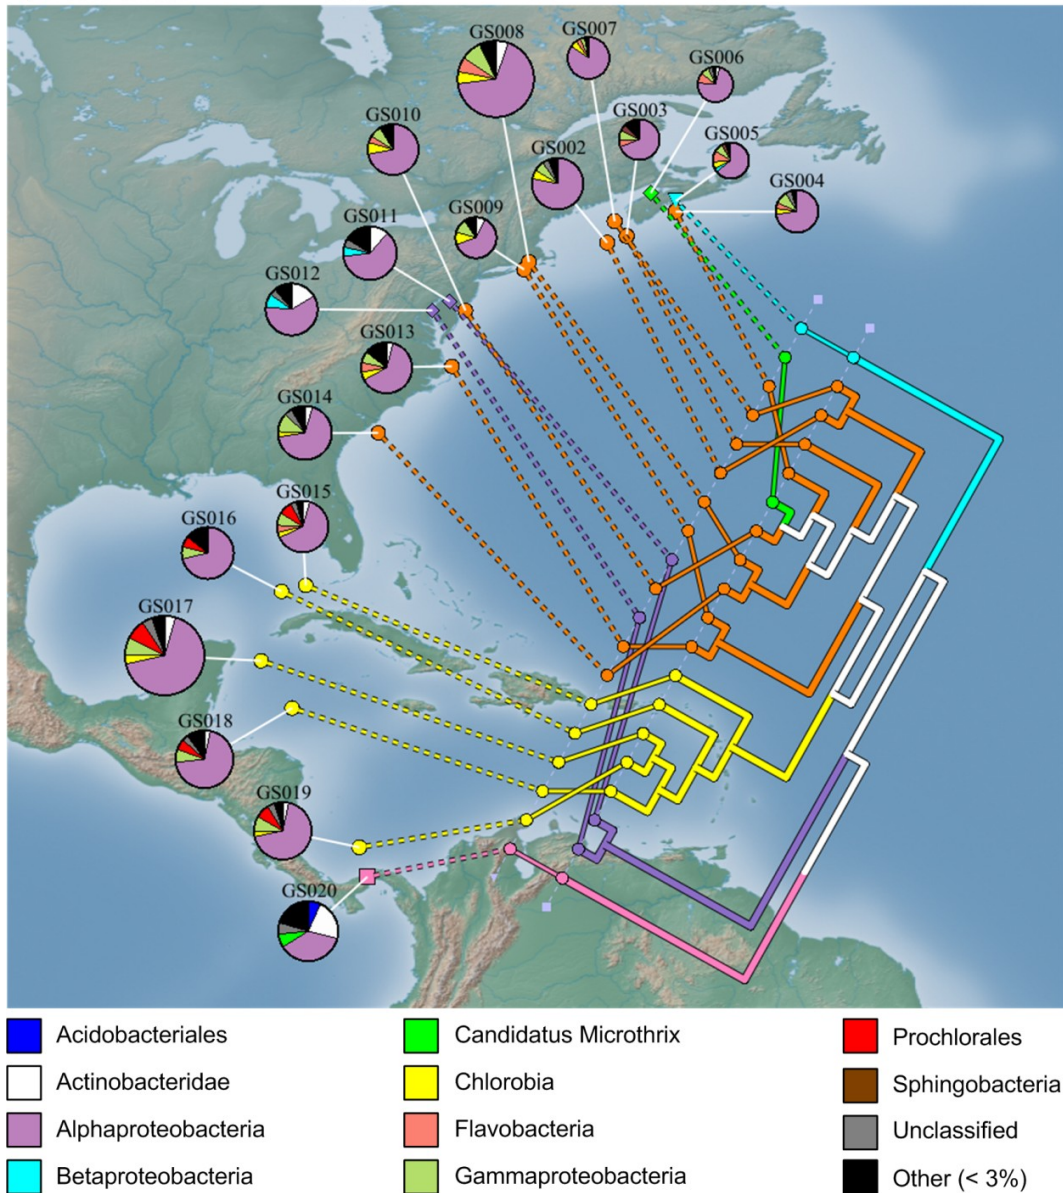 GS008
GS007
GS006
GS010
GS003
GS005
GS002
GS004
GS011
GS009
GS012
GS013
GS014
GS015
GS016
GS017
GS018
GS019
GS020
Acidobacteriales
Candidatus Microthrix
Prochlorales
Actinobacteridae
Chlorobia
Sphingobacteria
Alphaproteobacteria
Flavobacteria
Unclassified
Betaproteobacteria
Gammaproteobacteria
Other (< 3%)